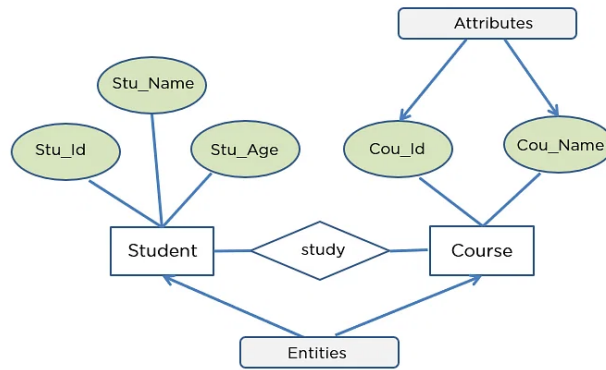 Attributes
Stu_Name
Stu_Id
Stu_Age
Cou_Id
Cou_Name
Student
study
Course
Entities